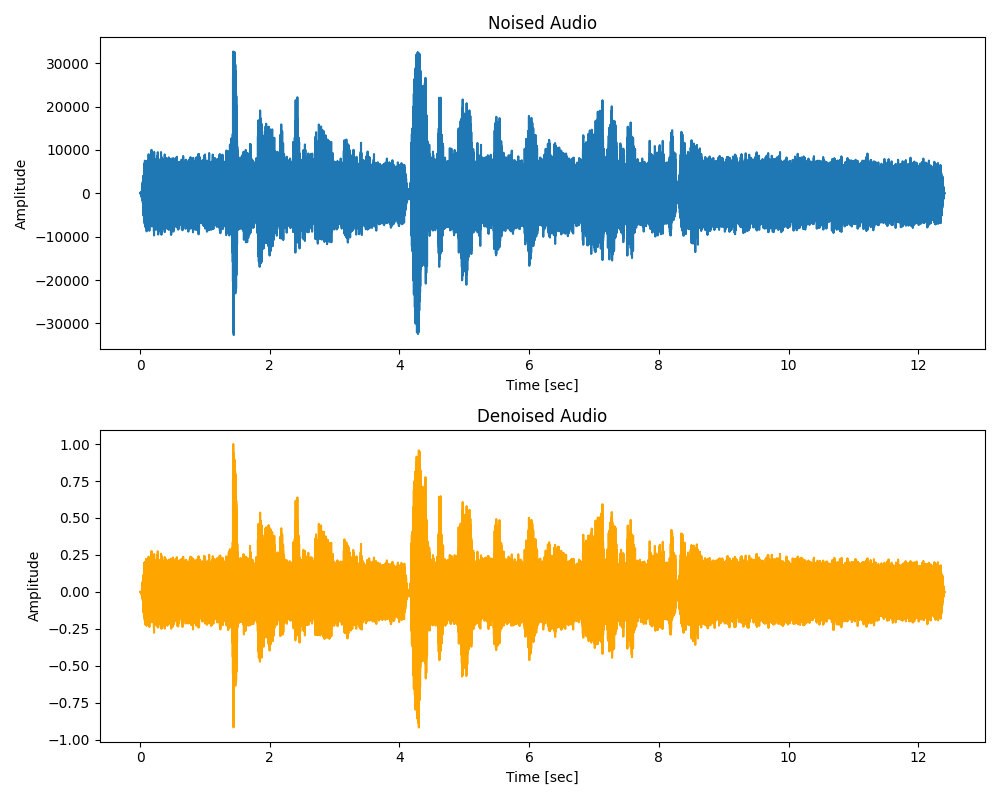 Noised Audio
30000
20000
10000
0
−10000
−20000
−30000
Amplitude
0 2 4 6 8 10 12
Time [sec]
Denoised Audio
1.00
0.75
0.50
0.25
0.00
−0.25
−0.50
−0.75
−1.00
Amplitude
0 2 4 6 8 10 12
Time [sec]